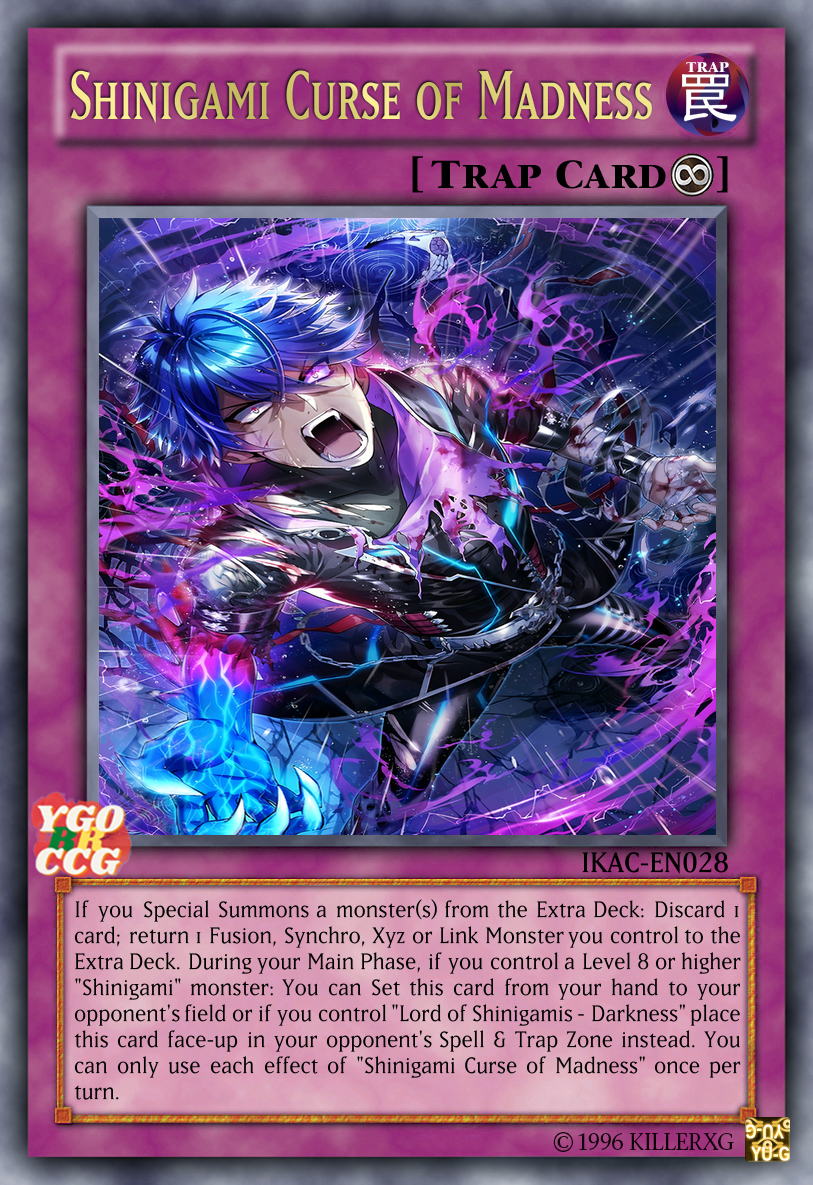 SHINIGAMI CURSE OF MADNESS
TRAP
罠
[TRAP CARD∞]
YGO
BR
CCG
IKAC-EN028
If you Special Summons a monster(s) from the Extra Deck: Discard 1
card; return 1 Fusion, Synchro, Xyz or Link Monster you control to the
Extra Deck. During your Main Phase, if you control a Level 8 or higher
"Shinigami" monster: You can Set this card from your hand to your
opponent's field or if you control "Lord of Shinigamis - Darkness" place
this card face-up in your opponent's Spell & Trap Zone instead. You
can only use each effect of "Shinigami Curse of Madness" once per
turn.
© 1996 KILLERXG
YU-G